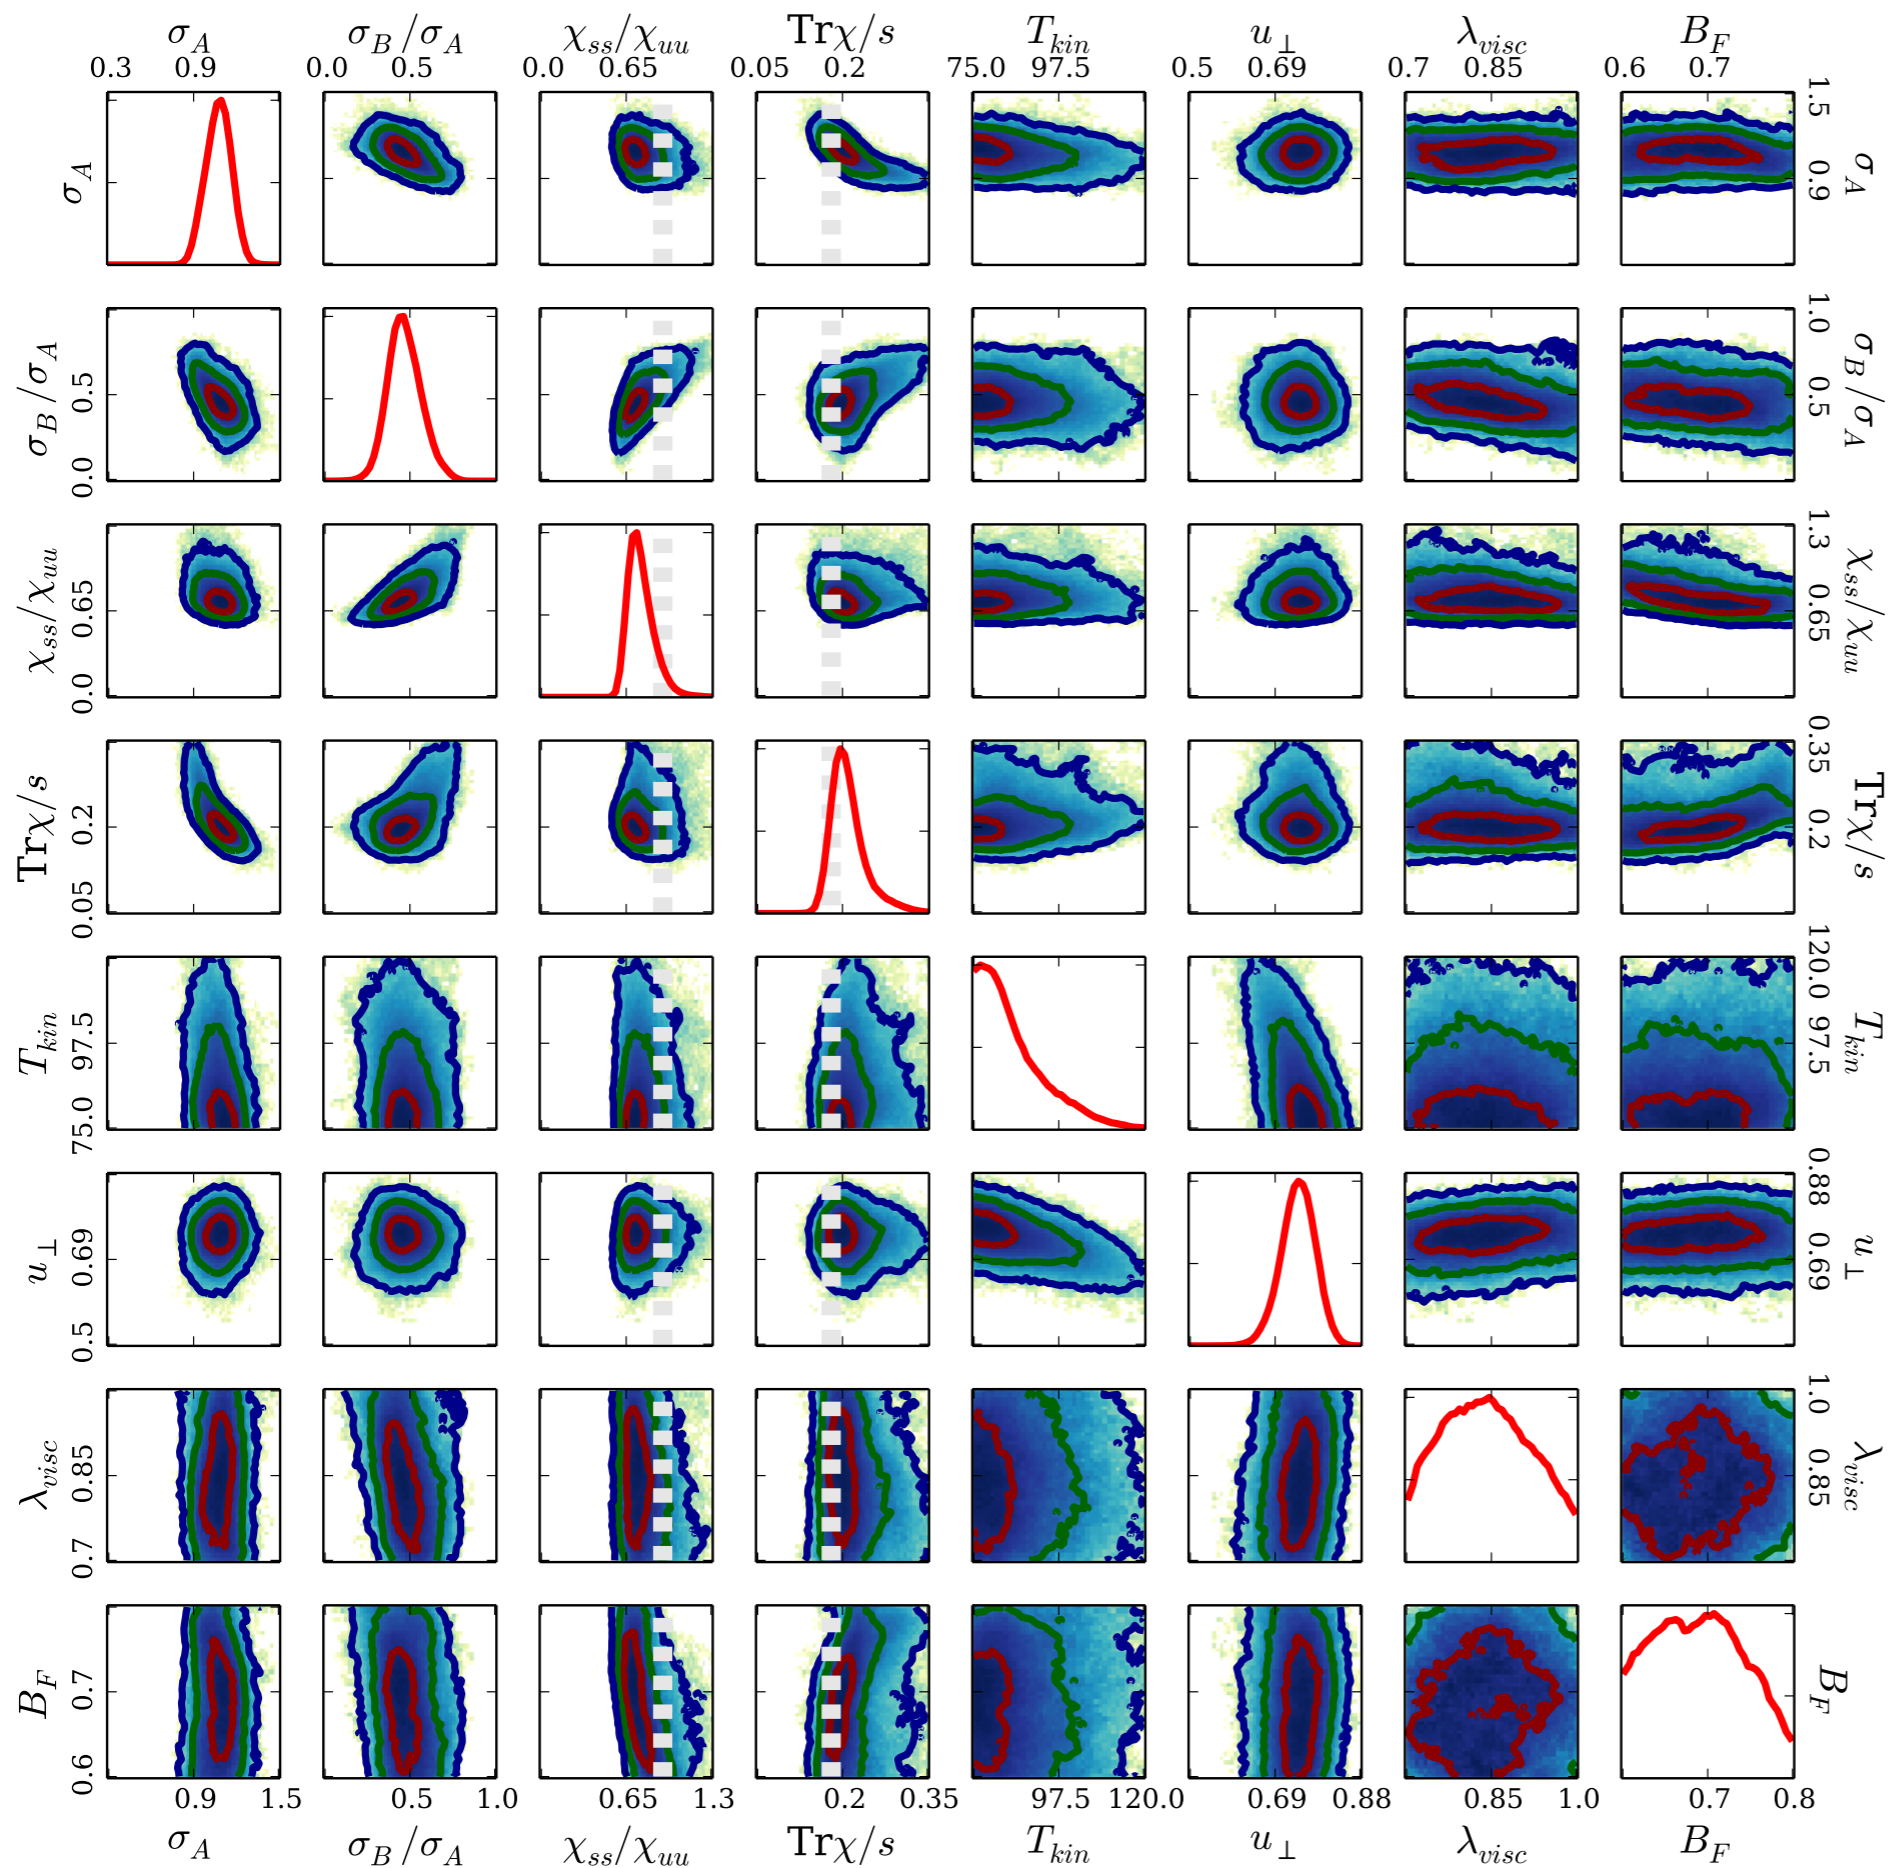 σ_A σ_B/σ_A χ_ss/χ_uu Trχ/s T_kin u_⊥ λ_visc B_F
0.3 0.9 0.0 0.5 0.0 0.65 0.05 0.2 75.0 97.5 0.5 0.69 0.7 0.85 0.6 0.7
σ_A 1.5 0.9 σ_A
σ_B/σ_A 0.5 0.0 1.0 0.5 σ_B/σ_A
χ_ss/χ_uu 0.65 0.0 1.3 0.65 χ_ss/χ_uu
Trχ/s 0.2 0.05 0.35 0.2 Trχ/s
T_kin 97.5 75.0 120.0 97.5 T_kin
u_⊥ 0.69 0.5 0.88 0.69 u_⊥
λ_visc 0.85 0.7 1.0 0.85 λ_visc
B_F 0.7 0.6 B_F
0.9 1.5 0.5 1.0 0.65 1.3 0.2 0.35 97.5 120.0 0.69 0.88 0.85 1.0 0.7 0.8
σ_A σ_B/σ_A χ_ss/χ_uu Trχ/s T_kin u_⊥ λ_visc B_F